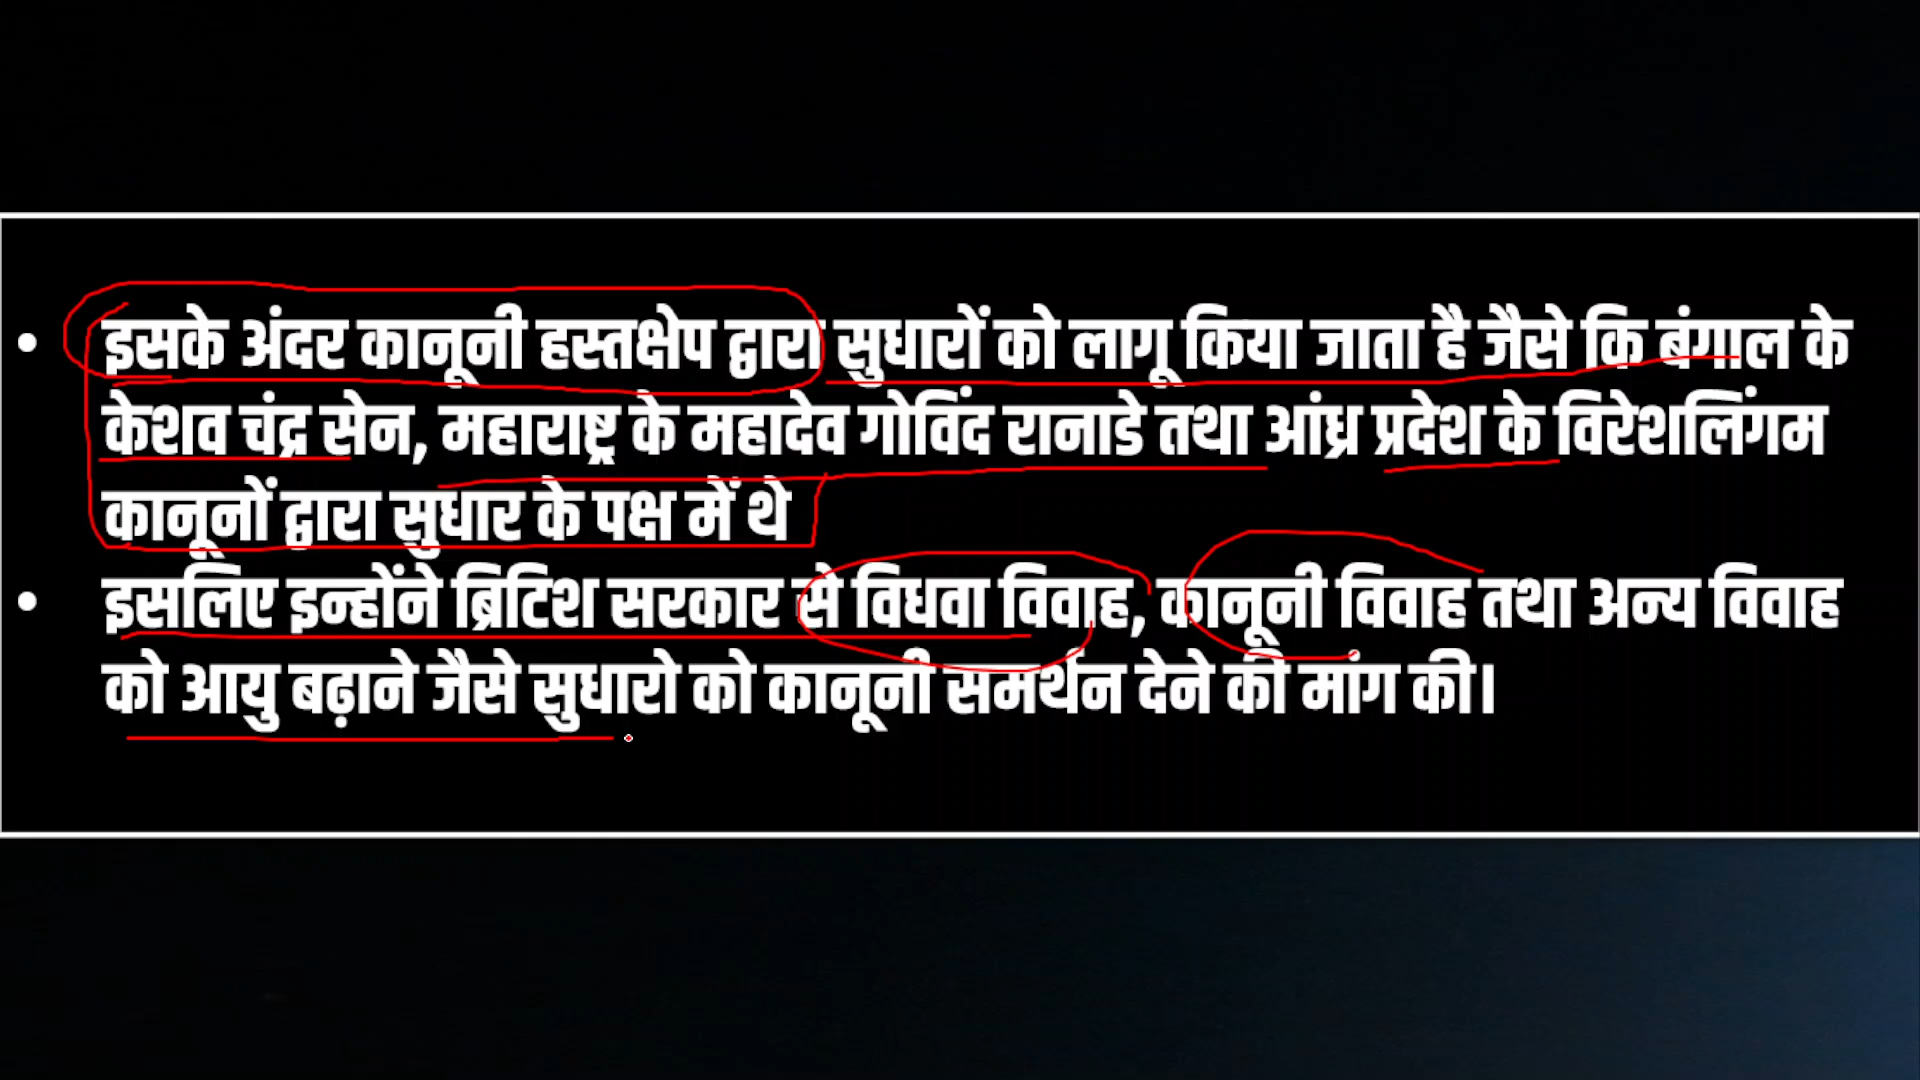 • इसके अंदर कानूनी हस्तक्षेप द्वारा सुधारों को लागू किया जाता है जैसे कि बंगाल के
केशव चंद्र सेन, महाराष्ट्र के महादेव गोविंद रानाडे तथा आंध्र प्रदेश के विरेशलिंगम
कानूनों द्वारा सुधार के पक्ष में थे
• इसलिए इन्होंने ब्रिटिश सरकार से विधवा विवाह, कानूनी विवाह तथा अन्य विवाह
को आयु बढ़ाने जैसे सुधारो को कानूनी समर्थन देने की मांग की।